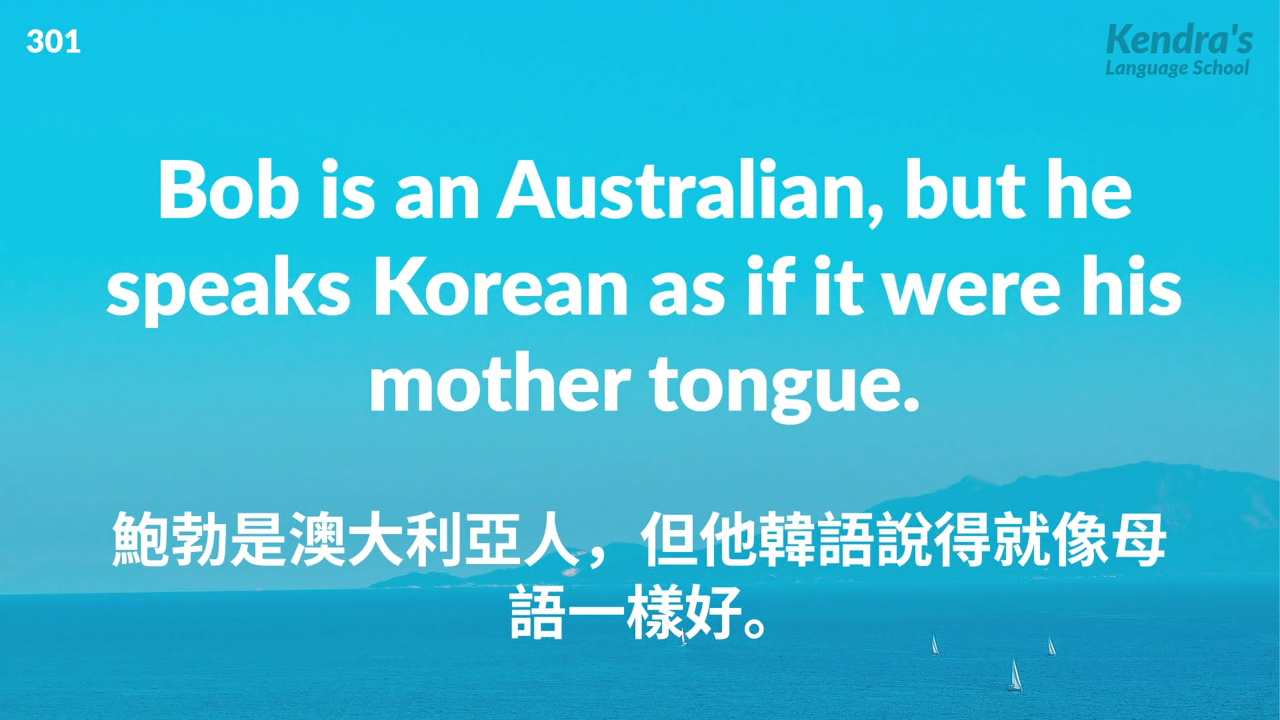 301
Kendra's
Language School
Bob is an Australian, but he
speaks Korean as if it were his
mother tongue.
鮑勃是澳大利亞人，但他韓語說得就像母
語一樣好。